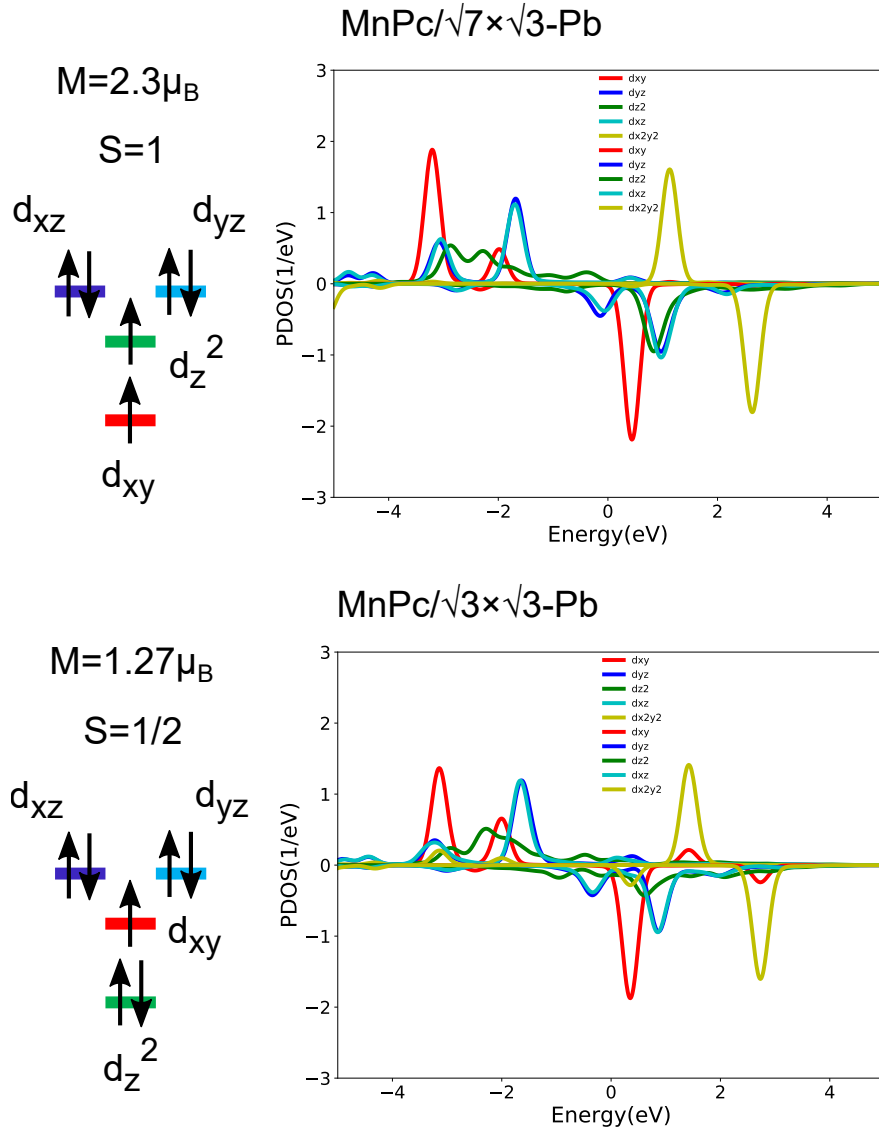 MnPc/√7×√3-Pb
M=2.3μB
S=1
dxz
dyz
dz2
dxy
PDOS(1/eV)
3
2
1
0
−1
−2
−3
dxy
dyz
dz2
dxz
dx2y2
dxy
dyz
dz2
dxz
dx2y2
−4
−2
0
2
4
Energy(eV)
MnPc/√3×√3-Pb
M=1.27μB
S=1/2
dxz
dyz
dxy
dz2
PDOS(1/eV)
3
2
1
0
−1
−2
−3
dxy
dyz
dz2
dxz
dx2y2
dxy
dyz
dz2
dxz
dx2y2
−4
−2
0
2
4
Energy(eV)